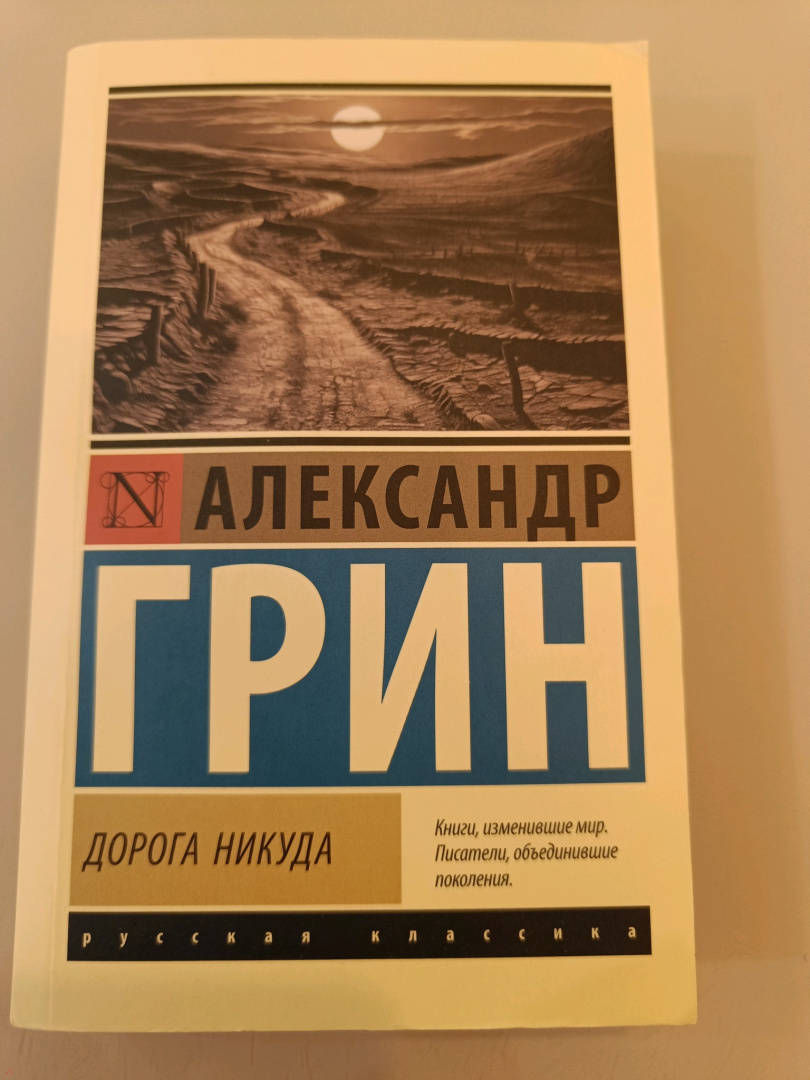 N АЛЕКСАНДР
ГРИН
ДОРОГА НИКУДА
Книги, изменившие мир.
Писатели, объединившие
поколения.
русская классика